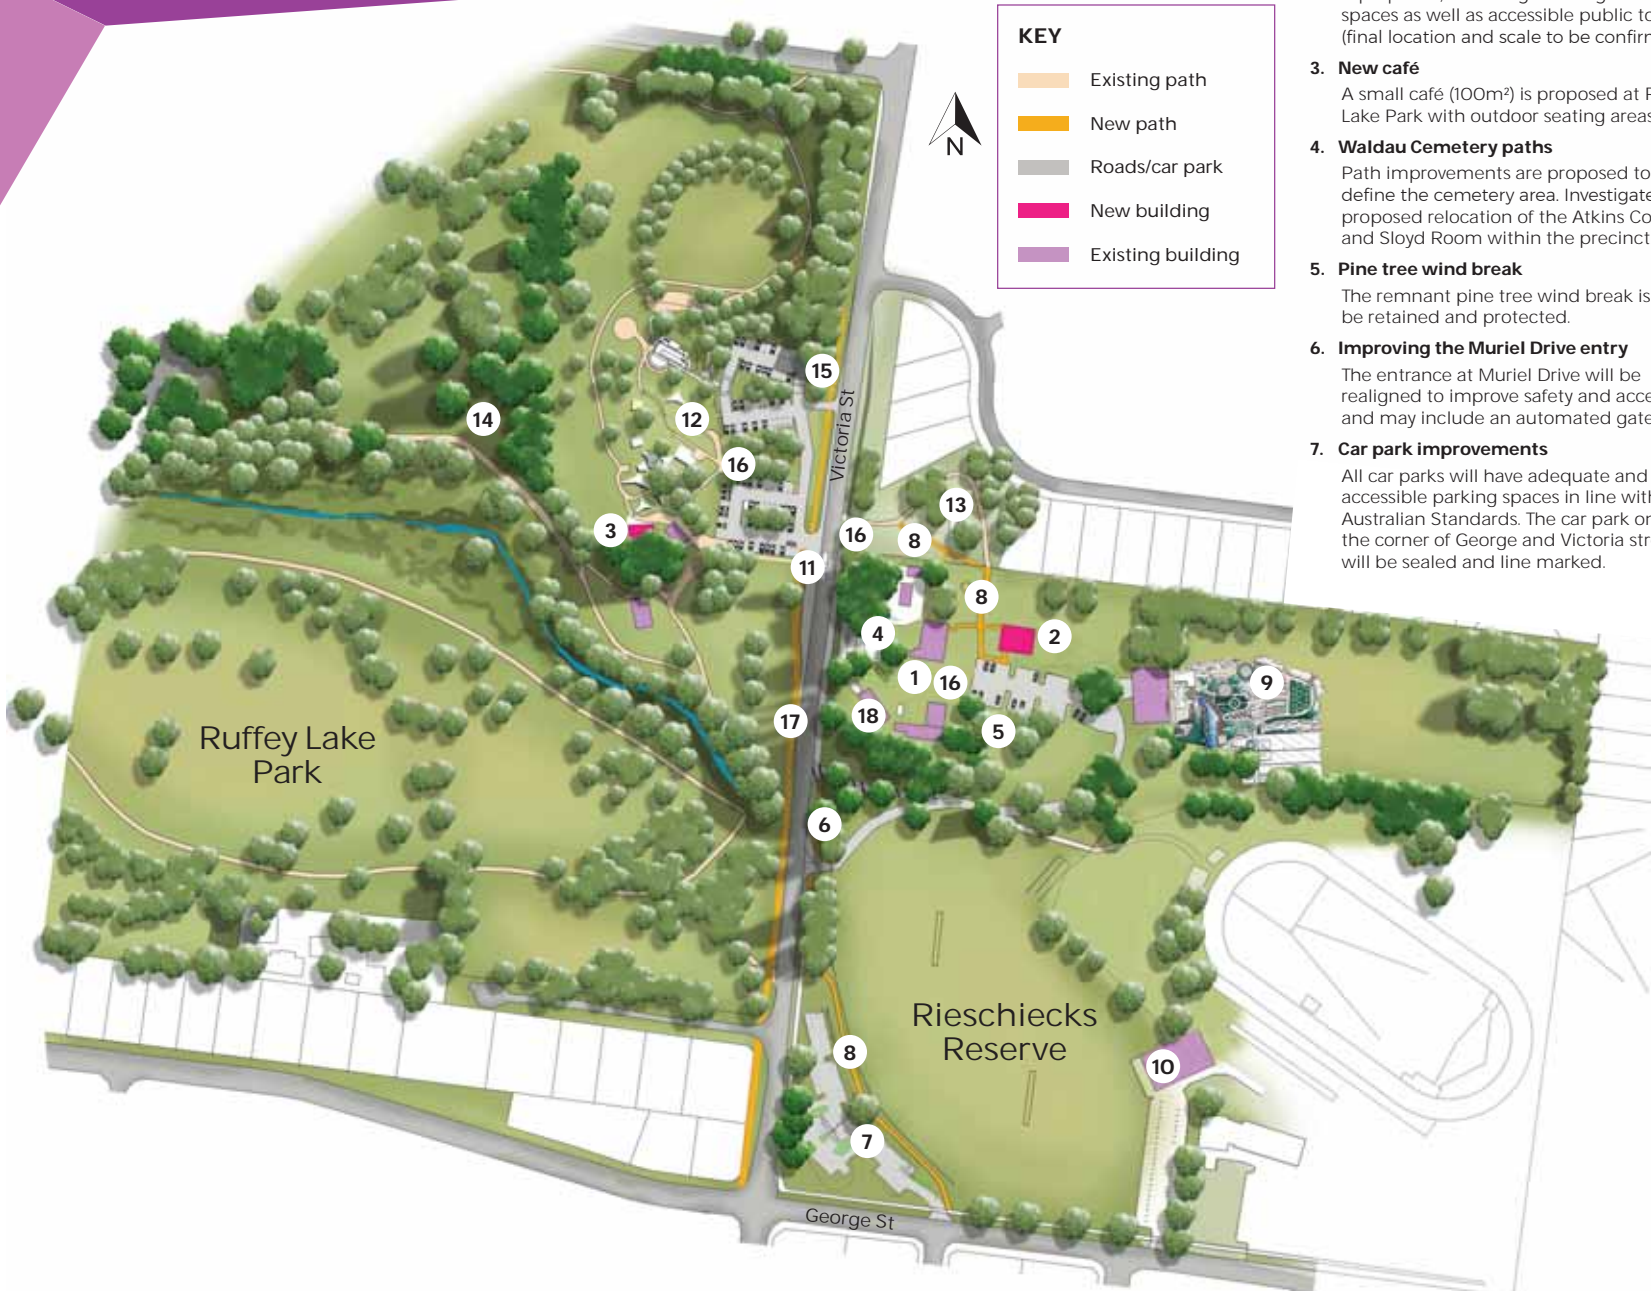 KEY
Existing path
New path
Roads/car park
New building
Existing building
N
spaces as well as accessible public
(final location and scale to be
3. New café
A small café (100m²) is proposed at
Lake Park with outdoor seating areas
4. Waldau Cemetery paths
Path improvements are proposed to
define the cemetery area.
proposed relocation of the Atkins
and Sloyd Room within the precinct
5. Pine tree wind break
The remnant pine tree wind break is
be retained and protected.
6. Improving the Muriel Drive entry
The entrance at Muriel Drive will be
realigned to improve safety and
and may include an automated gate
7. Car park improvements
All car parks will have adequate and
accessible parking spaces in line with
Australian Standards. The car park on
the corner of George and Victoria
will be sealed and line marked.
15
Victoria St
14
12
16
13
3
16
8
11
8
4
2
1
16
9
18
17
5
Ruffey Lake
Park
6
Rieschiecks
Reserve
8
10
7
George St